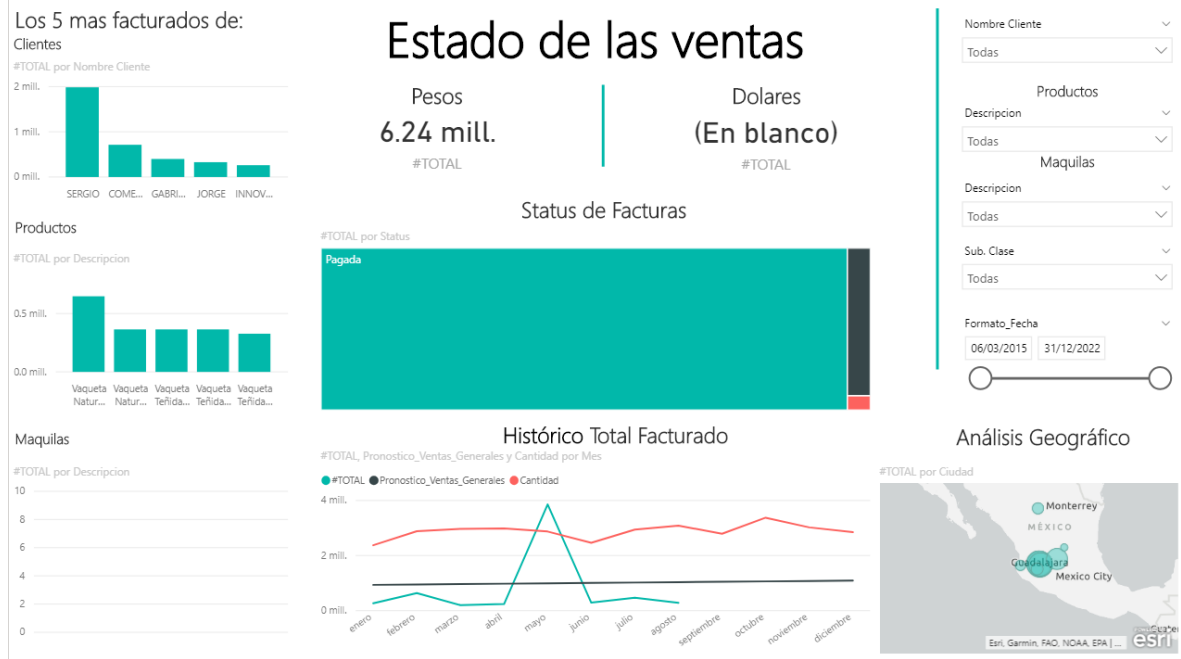 Los 5 mas facturados de:
Clientes
#TOTAL por Nombre Cliente
2 mill.
1 mill.
0 mill.
SERGIO COME... GABRI... JORGE INNOV...
Productos
#TOTAL por Descripcion
0.5 mill.
0.0 mill.
Vaqueta Vaqueta Vaqueta Vaqueta Vaqueta
Natur... Natur... Teñida... Teñida... Teñida...
Maquilas
#TOTAL por Descripcion
10
8
6
4
2
0
Estado de las ventas
Pesos
6.24 mill.
#TOTAL
Dolares
(En blanco)
#TOTAL
Status de Facturas
#TOTAL por Status
Pagada
Histórico Total Facturado
#TOTAL, Pronostico_Ventas_Generales y Cantidad por Mes
#TOTAL Pronostico_Ventas_Generales Cantidad
4 mill.
2 mill.
0 mill.
enero febrero marzo abril mayo junio julio agosto septiembre octubre noviembre diciembre
Nombre Cliente
Todas
Productos
Descripcion
Todas
Maquilas
Descripcion
Todas
Sub. Clase
Todas
Formato_Fecha
06/03/2015 31/12/2022
Análisis Geográfico
#TOTAL por Ciudad
Monterrey
MÉXICO
Guadalajara
Mexico City
Esri, Garmin, FAO, NOAA, EPA | ...
esri